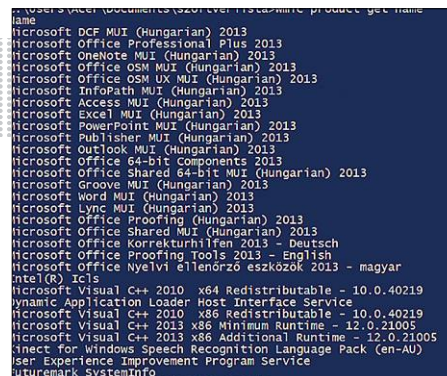 :\Users\Acer\Documents\szoftverlista>wmic product get name
Name
Microsoft DCF MUI (Hungarian) 2013
Microsoft Office Professional Plus 2013
Microsoft OneNote MUI (Hungarian) 2013
Microsoft Office OSM MUI (Hungarian) 2013
Microsoft Office OSM UX MUI (Hungarian) 2013
Microsoft InfoPath MUI (Hungarian) 2013
Microsoft Access MUI (Hungarian) 2013
Microsoft Excel MUI (Hungarian) 2013
Microsoft PowerPoint MUI (Hungarian) 2013
Microsoft Publisher MUI (Hungarian) 2013
Microsoft Outlook MUI (Hungarian) 2013
Microsoft Office 64-bit Components 2013
Microsoft Office Shared 64-bit MUI (Hungarian) 2013
Microsoft Groove MUI (Hungarian) 2013
Microsoft Word MUI (Hungarian) 2013
Microsoft Lync MUI (Hungarian) 2013
Microsoft Office Proofing (Hungarian) 2013
Microsoft Office Shared MUI (Hungarian) 2013
Microsoft Office Korrekturhilfen 2013 - Deutsch
Microsoft Office Proofing Tools 2013 - English
Microsoft Office Nyelvi ellenőrző eszközök 2013 - magyar
Intel(R) Icls
Microsoft Visual C++ 2010  x64 Redistributable - 10.0.40219
Dynamic Application Loader Host Interface Service
Microsoft Visual C++ 2010  x86 Redistributable - 10.0.40219
Microsoft Visual C++ 2013 x86 Minimum Runtime - 12.0.21005
Microsoft Visual C++ 2013 x86 Additional Runtime - 12.0.21005
Kinect for Windows Speech Recognition Language Pack (en-AU)
User Experience Improvement Program Service
Futuremark SystemInfo